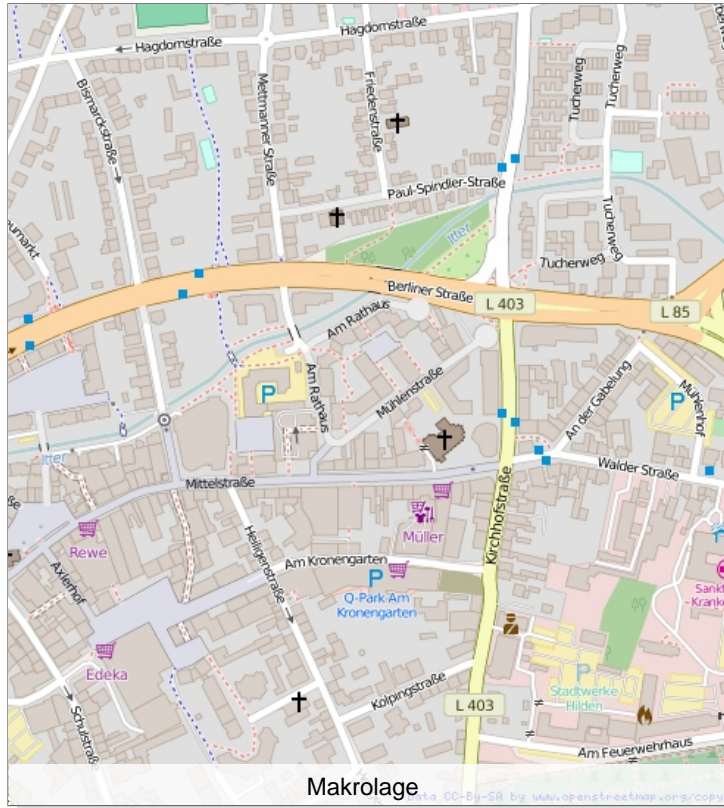 Hagdornstraße
Hagdornstraße
Bismarckstraße
Mettmanner Straße
Friedenstraße
Tucherweg
Tucherweg
Paul-Spindler-Straße
Tucherweg
Itter
Tucherweg
Berliner Straße
L 403
L 85
Am Rathaus
Am Rathaus
P
Mühlenstraße
An der Gabelung
P
Mühlenhof
Itter
Mittelstraße
Walder Straße
Kirchhofstraße
Rewe
Müller
Heiligenstraße
Am Kronengarten
P
Q-Park Am
Kronengarten
Axlerhof
Edeka
Kolpingstraße
P
Stadtwerke
Hilden
L 403
Am Feuerwehrhaus
Makrolage
Data CC-By-SA by www.openstreetmap.org/copy